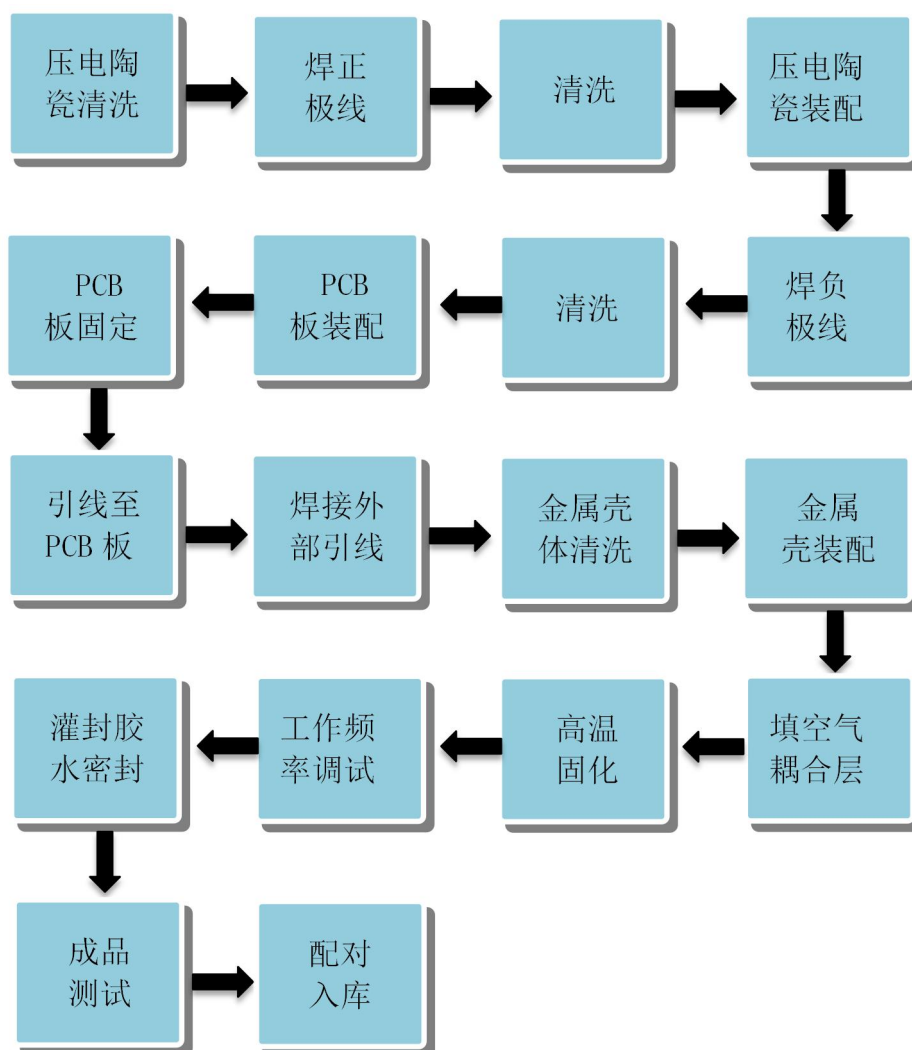 压电陶
瓷清洗
焊正
极线
清洗
压电陶
瓷装配
焊负
极线
清洗
PCB
板装配
PCB
板固定
引线至
PCB 板
焊接外
部引线
金属壳
体清洗
金属
壳装配
填空气
耦合层
高温
固化
工作频
率调试
灌封胶
水密封
成品
测试
配对
入库